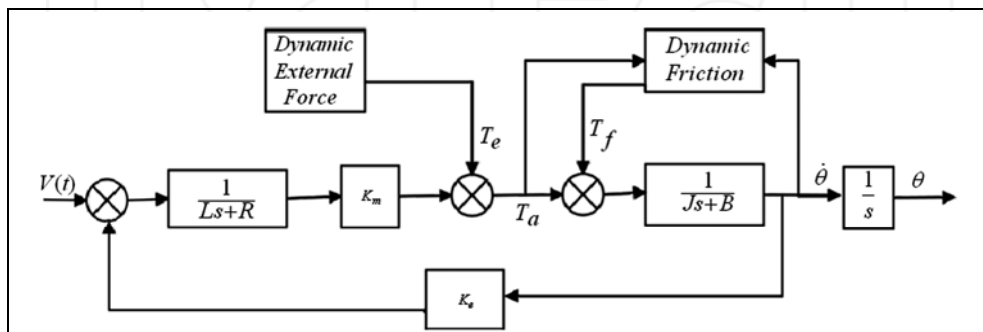 Dynamic
External
Force
Dynamic
Friction
T_e
T_f
V(t)
1
Ls+R
K_m
T_a
1
Js+B
θ̇
1
s
θ
K_e